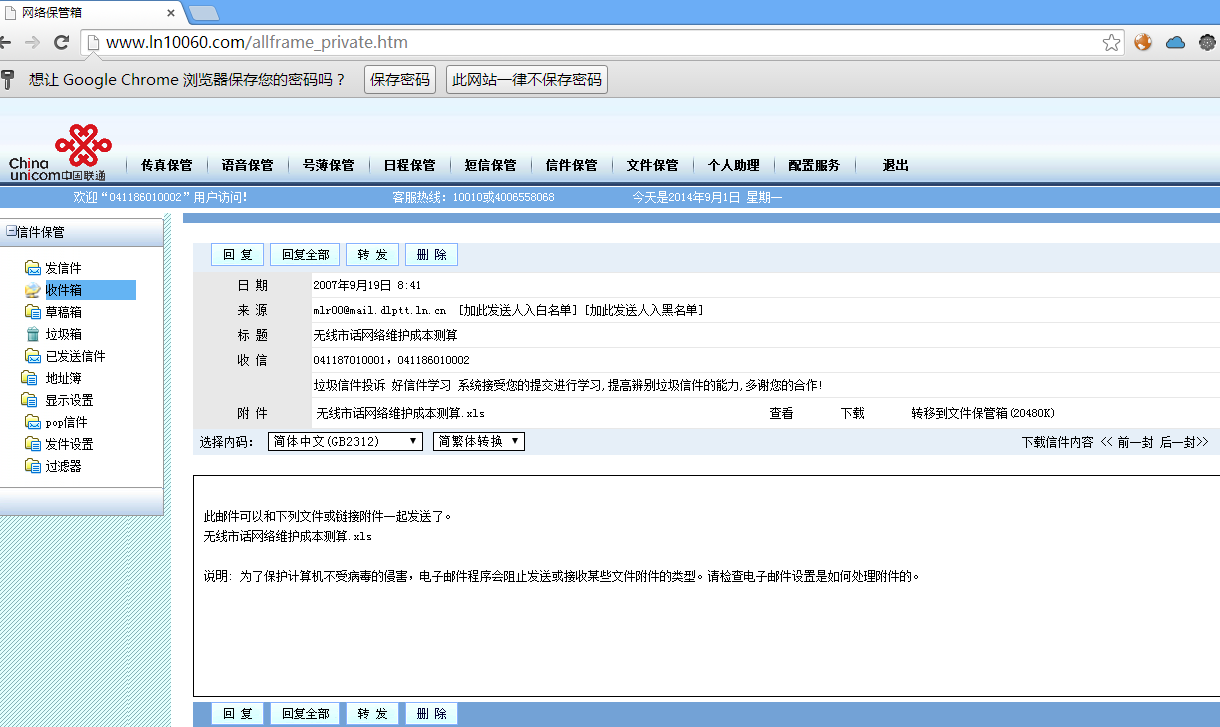 网络保管箱
www.ln10060.com/allframe_private.htm
想让 Google Chrome 浏览器保存您的密码吗？ 保存密码 此网站一律不保存密码
China
unicom中国联通
传真保管 语音保管 号薄保管 日程保管 短信保管 信件保管 文件保管 个人助理 配置服务 退出
欢迎“041186010002”用户访问! 客服热线: 10010或4006558068 今天是2014年9月1日 星期一
信件保管
发信件
收件箱
草稿箱
垃圾箱
已发送信件
地址簿
显示设置
pop信件
发件设置
过滤器
回 复 回复全部 转 发 删 除
日 期 2007年9月19日 8:41
来 源 mlr00@mail.dlptt.ln.cn [加此发送人入白名单] [加此发送人入黑名单]
标 题 无线市话网络维护成本测算
收 信 041187010001，041186010002
垃圾信件投诉 好信件学习 系统接受您的提交进行学习,提高辨别垃圾信件的能力,多谢您的合作!
附 件 无线市话网络维护成本测算.xls 查看 下载 转移到文件保管箱(20480K)
选择内码: 简体中文(GB2312) 简繁体转换 下载信件内容 << 前一封 后一封>>
此邮件可以和下列文件或链接附件一起发送了。
无线市话网络维护成本测算.xls
说明: 为了保护计算机不受病毒的侵害，电子邮件程序会阻止发送或接收某些文件附件的类型。请检查电子邮件设置是如何处理附件的。
回 复 回复全部 转 发 删 除